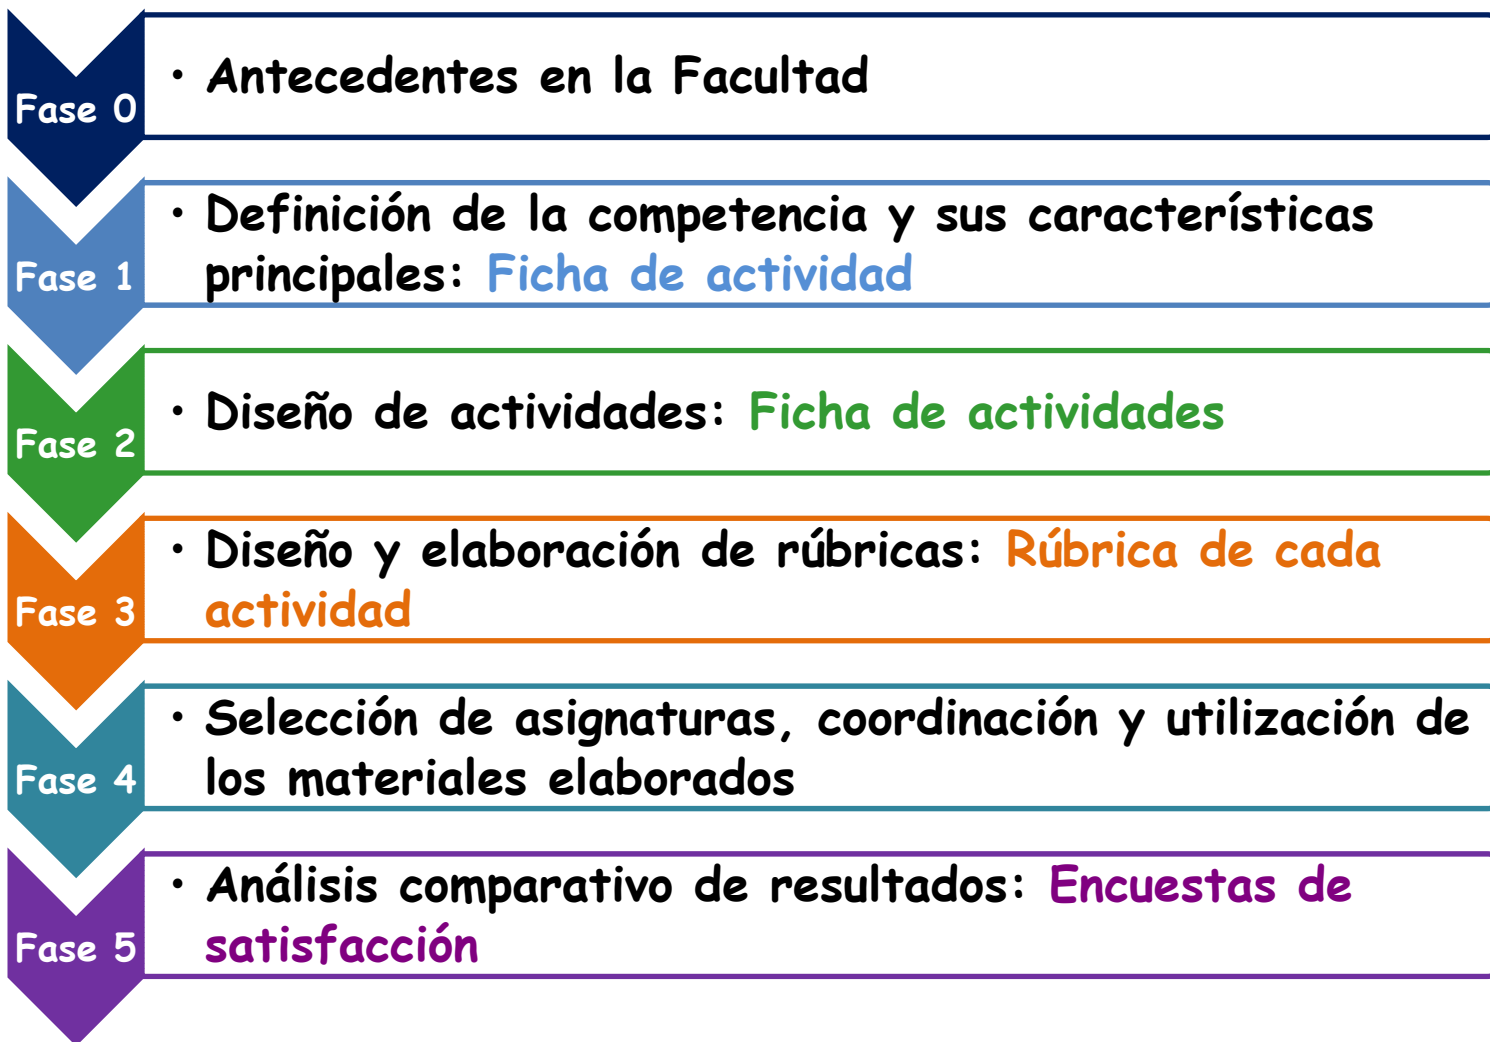 Fase 0
• Antecedentes en la Facultad
Fase 1
• Definición de la competencia y sus características
principales: Ficha de actividad
Fase 2
• Diseño de actividades: Ficha de actividades
Fase 3
• Diseño y elaboración de rúbricas: Rúbrica de cada
actividad
Fase 4
• Selección de asignaturas, coordinación y utilización de
los materiales elaborados
Fase 5
• Análisis comparativo de resultados: Encuestas de
satisfacción